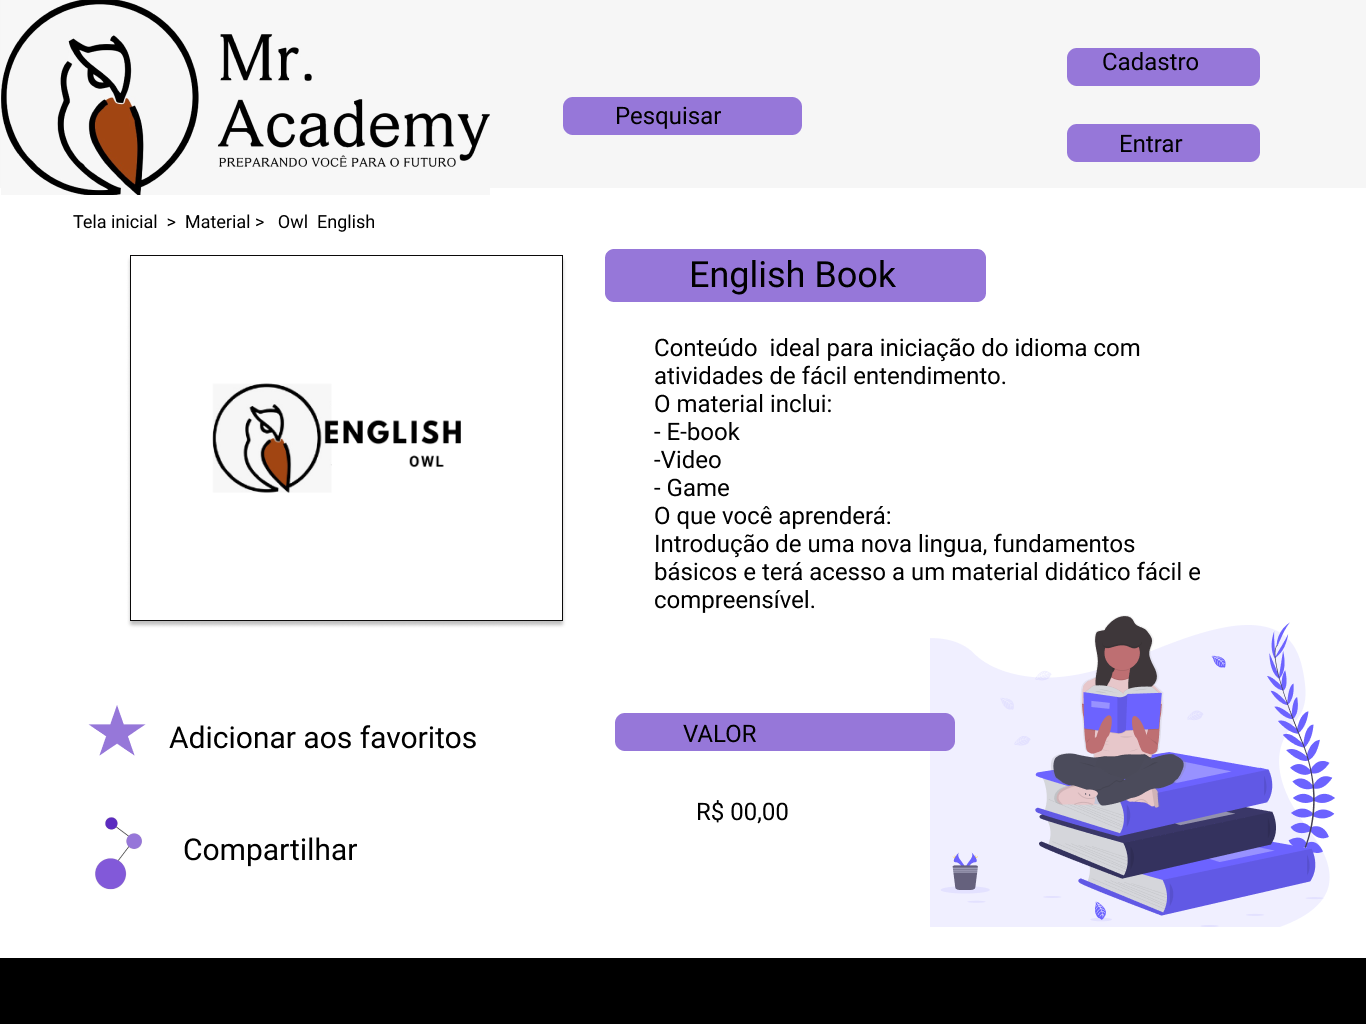 Mr.
Academy
PREPARANDO VOCÊ PARA O FUTURO
Pesquisar
Cadastro
Entrar
Tela inicial > Material > Owl English
English Book
ENGLISH
OWL
Conteúdo ideal para iniciação do idioma com
atividades de fácil entendimento.
O material inclui:
- E-book
-Video
- Game
O que você aprenderá:
Introdução de uma nova lingua, fundamentos
básicos e terá acesso a um material didático fácil e
compreensível.
Adicionar aos favoritos
Compartilhar
VALOR
R$ 00,00